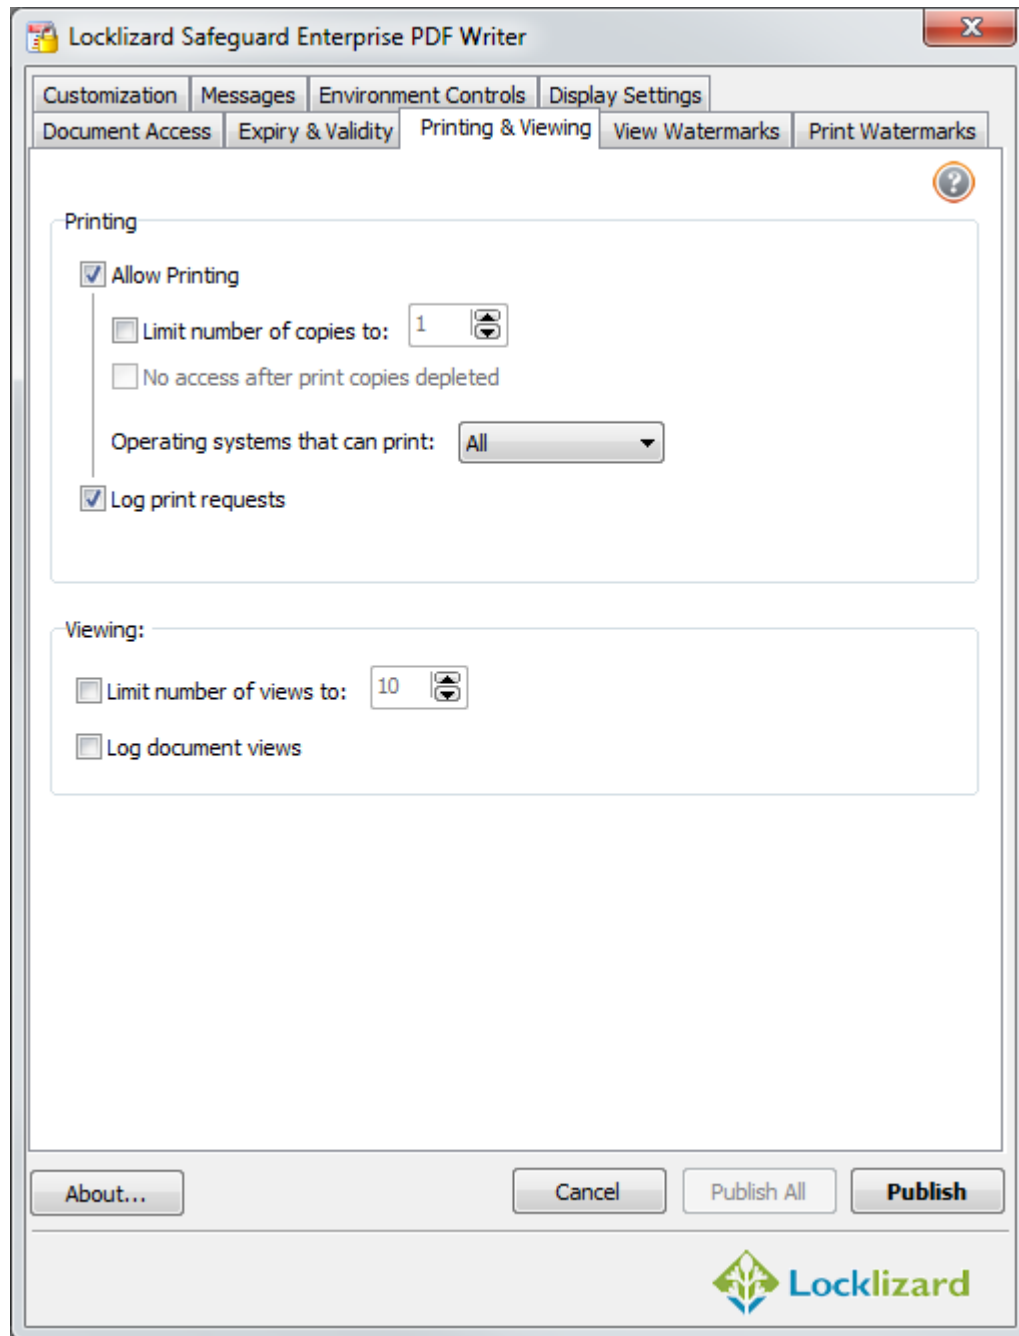 Locklizard Safeguard Enterprise PDF Writer
Customization Messages Environment Controls Display Settings
Document Access Expiry & Validity Printing & Viewing View Watermarks Print Watermarks
?
Printing
Allow Printing
Limit number of copies to: 1
No access after print copies depleted
Operating systems that can print: All
Log print requests
Viewing:
Limit number of views to: 10
Log document views
About... Cancel Publish All Publish
Locklizard